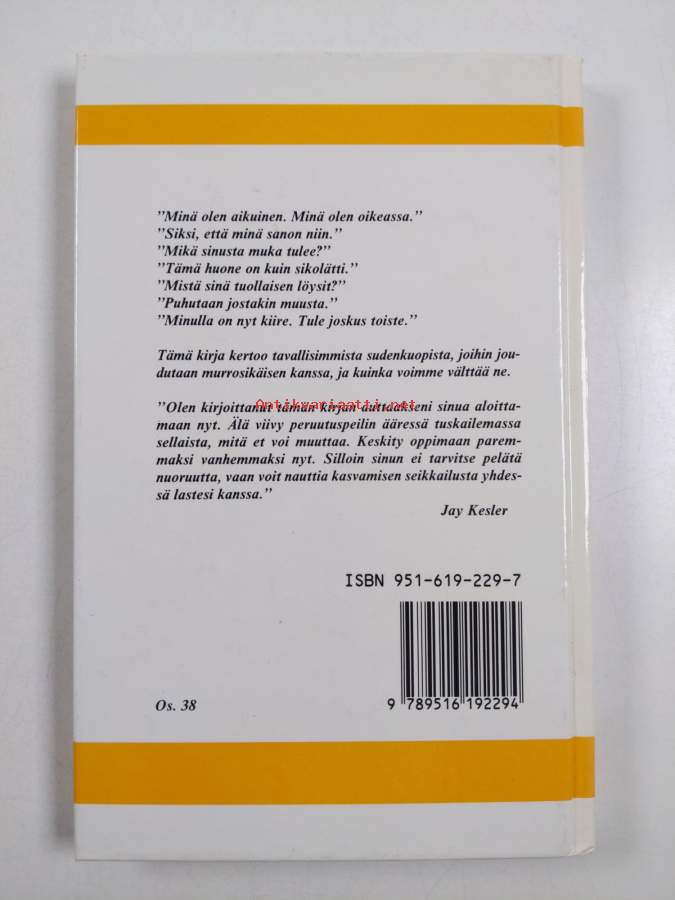 "Minä olen aikuinen. Minä olen oikeassa."
"Siksi, että minä sanon niin."
"Mikä sinusta muka tulee?"
"Tämä huone on kuin sikolätti."
"Mistä sinä tuollaisen löysit?"
"Puhutaan jostakin muusta."
"Minulla on nyt kiire. Tule joskus toiste."
Tämä kirja kertoo tavallisimmista sudenkuopista, joihin jou-
dutaan murrosikäisen kanssa, ja kuinka voimme välttää ne.
Antikvariaatti.net
"Olen kirjoittanut tämän kirjan auttaakseni sinua aloitta-
maan nyt. Älä viivy peruutuspeilin ääressä tuskailemassa
sellaista, mitä et voi muuttaa. Keskity oppimaan parem-
maksi vanhemmaksi nyt. Silloin sinun ei tarvitse pelätä
nuoruutta, vaan voit nauttia kasvamisen seikkailusta yhdes-
sä lastesi kanssa."
Jay Kesler
ISBN 951-619-229-7
9 789516 192294
Os. 38